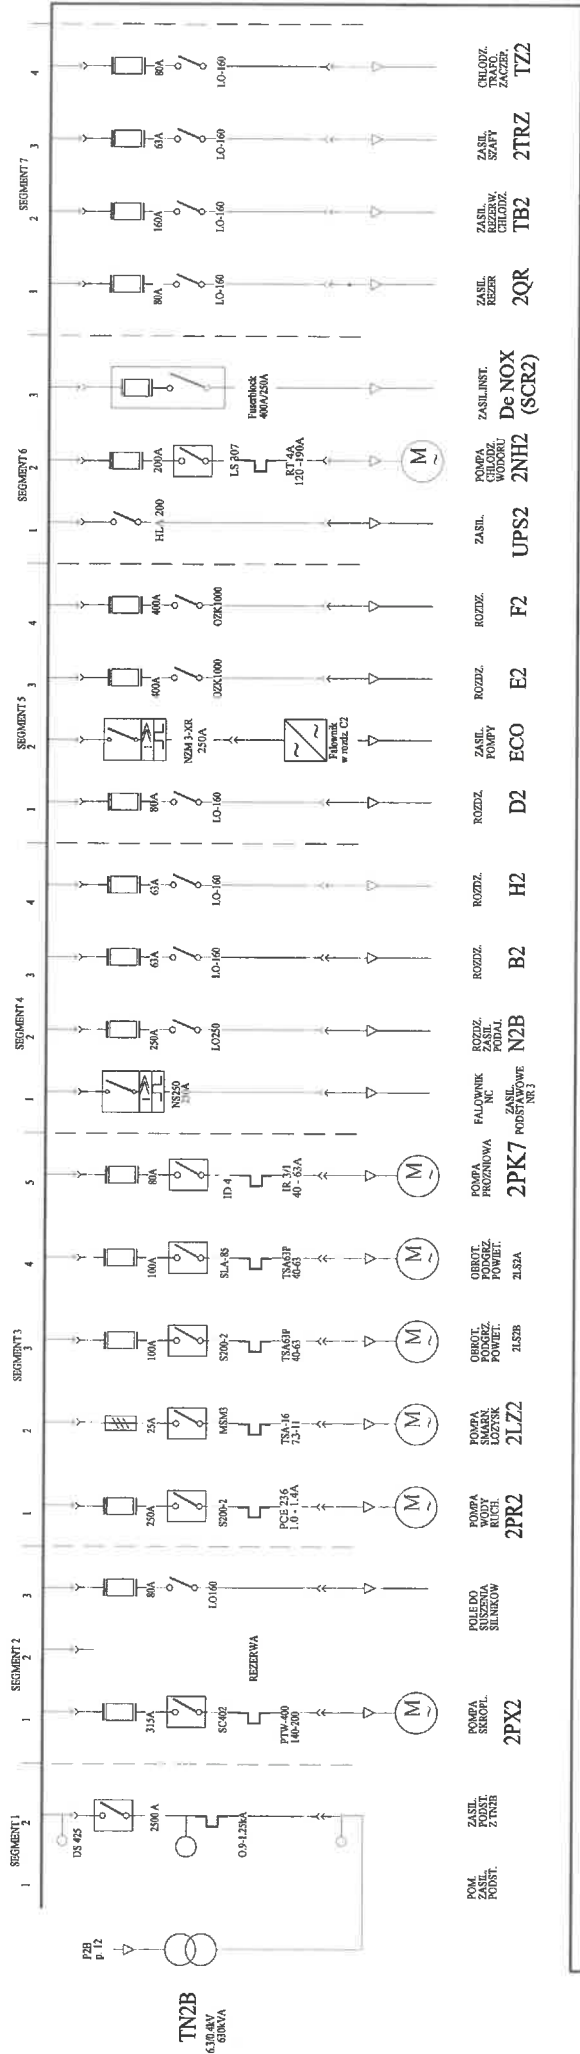 TN2B
6.3/0.4kV
630kVA
P2B
p. 12
SEGMENT 1
1
POM.
ZASIL.
PODST.
2
DS 425
2500 A
0.9-1.25kA
ZASIL.
PODST.
Z TN2B
SEGMENT 2
1
315A
SC402
PTW-400
140-200
M
~
POMPA
SKROPL.
2PX2
2
REZERWA
3
80A
LO160
POLE DO
SUSZENIA
SILNIKOW
SEGMENT 3
1
250A
S200-2
PCE 236
1.0 - 1.4A
M
~
POMPA
WODY
RUCH.
2PR2
2
25A
MSM3
TSA-16
7.3-11
M
~
POMPA
SMARN.
LOZYSK
2LZ2
3
100A
S200-2
TSA63P
40-63
M
~
OBROT.
PODGRZ.
POWIET.
2LS2B
4
100A
SLA-85
TSA63P
40-63
M
~
OBROT.
PODGRZ.
POWIET.
2LS2A
5
80A
ID 4
IR 3/1
40 - 63A
M
~
POMPA
PROZNIOWA
2PK7
SEGMENT 4
1
NS250
FALOWNIK
NC
ZASIL.
PODSTAWOWE
NR 3
2
250A
LO250
ROZDZ.
ZASIL.
PODAJ.
N2B
3
63A
LO-160
ROZDZ.
B2
4
63A
LO-160
ROZDZ.
H2
SEGMENT 5
1
80A
LO-160
ROZDZ.
D2
2
NZM 3-XR
250A
~
~
Falownik
w rozdz. C2
ZASIL.
POMPY
ECO
3
400A
OZK1000
ROZDZ.
E2
4
400A
OZK1000
ROZDZ.
F2
SEGMENT 6
1
200
ZASIL.
UPS2
2
200A
LS 307
RT 4A
120 -190A
M
~
POMPA
CHLODZ.
WODORU
2NH2
3
Fuserblock
400A/250A
ZASIL.INST.
De NOX
(SCR2)
SEGMENT 7
1
80A
LO-160
ZASIL.
REZER
2QR
2
160A
LO-160
ZASIL.
REZERW.
CHLODZ.
TB2
3
63A
LO-160
ZASIL.
SZAFY
2TRZ
4
80A
LO-160
CHLODZ.
TRAFO.
ZACZEP.
TZ2